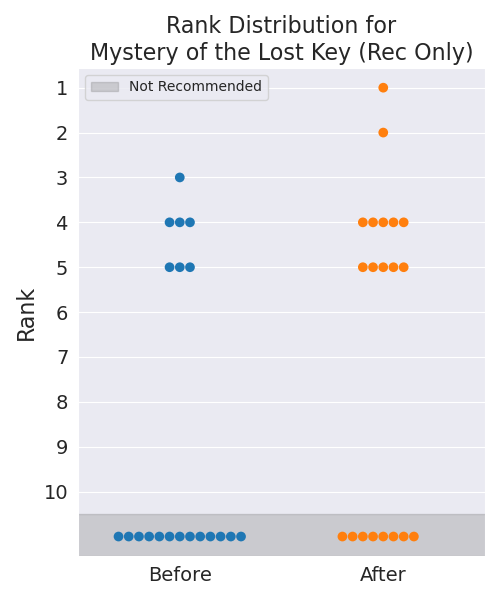 Rank Distribution for
Mystery of the Lost Key (Rec Only)
Not Recommended
1
2
3
4
5
6
7
8
9
10
Rank
Before
After